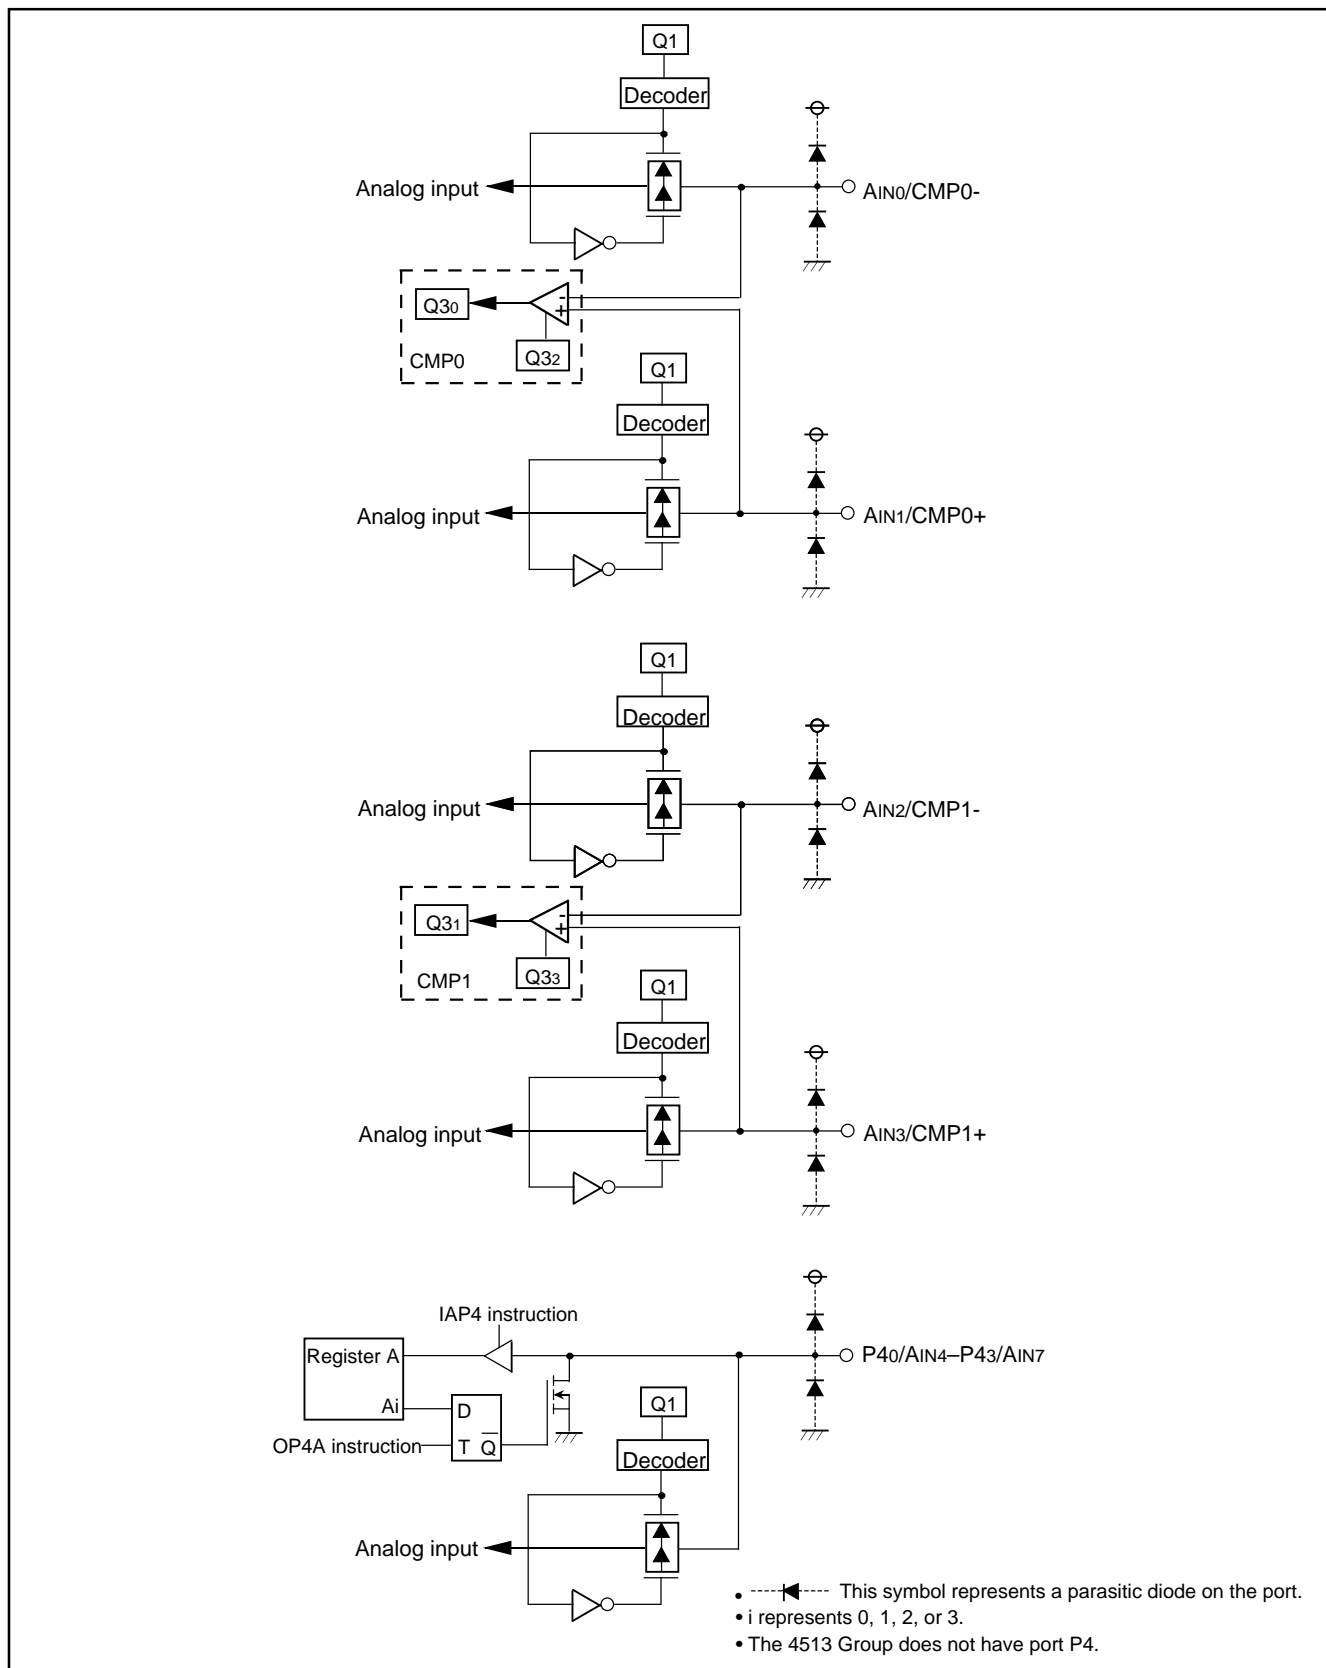 Q1
Decoder
Analog input
AIN0/CMP0-
Q30
-
+
CMP0
Q32
Q1
Decoder
Analog input
AIN1/CMP0+
Q1
Decoder
Analog input
AIN2/CMP1-
Q31
-
+
CMP1
Q33
Q1
Decoder
Analog input
AIN3/CMP1+
IAP4 instruction
Register A
P40/AIN4–P43/AIN7
Ai
D
OP4A instruction
T Q̅
Q1
Decoder
Analog input
• This symbol represents a parasitic diode on the port.
• i represents 0, 1, 2, or 3.
• The 4513 Group does not have port P4.